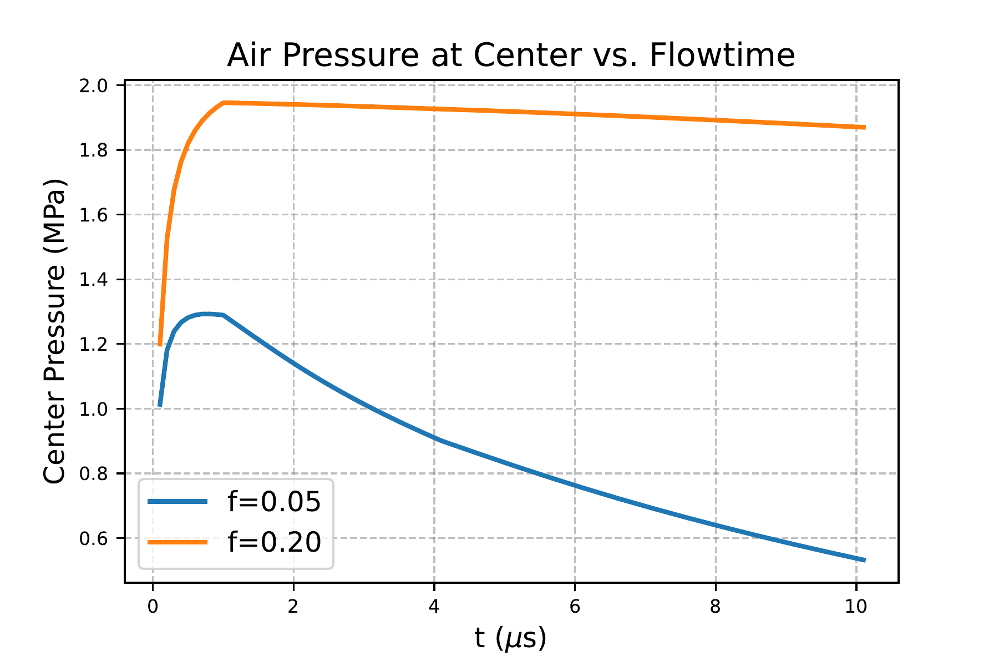 Air Pressure at Center vs. Flowtime
Center Pressure (MPa)
2.0
1.8
1.6
1.4
1.2
1.0
0.8
0.6
f=0.05
f=0.20
0 2 4 6 8 10
t (μs)